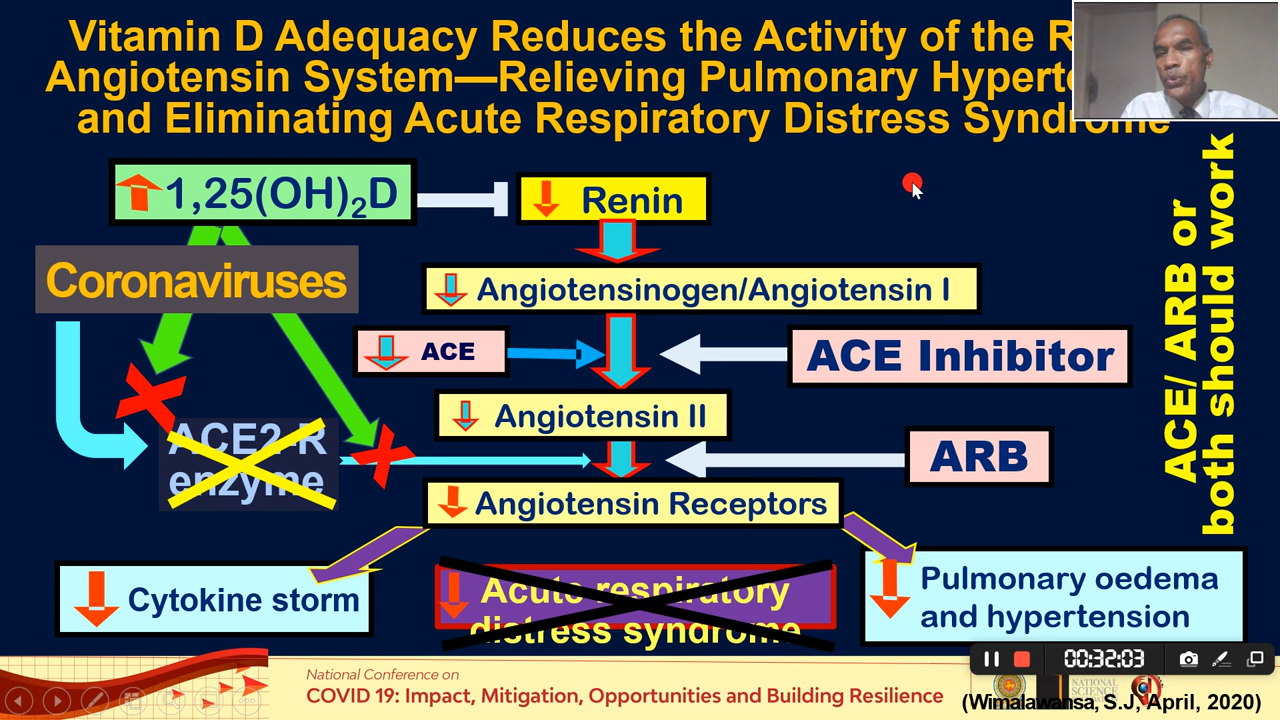 Vitamin D Adequacy Reduces the Activity of the
Angiotensin System—Relieving Pulmonary
and Eliminating Acute Respiratory Distress Syndrome
1,25(OH)₂D
Renin
Coronaviruses
Angiotensinogen/Angiotensin I
ACE
ACE Inhibitor
Angiotensin II
ACE2-R
enzyme
ARB
Angiotensin Receptors
ACE/ ARB or
both should work
Cytokine storm
Acute respiratory
distress syndrome
Pulmonary oedema
and hypertension
00:32:03
National Conference on
COVID 19: Impact, Mitigation, Opportunities and Building Resilience
NATIONAL
SCIENCE
(Wimalawansa, S.J, April, 2020)